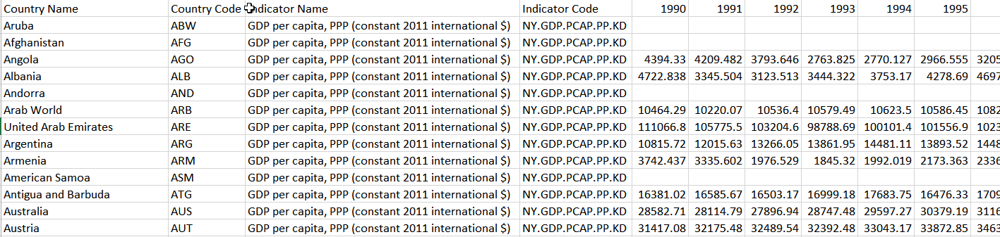 Country Name Country Code Indicator Name Indicator Code 1990 1991 1992 1993 1994 1995
Aruba ABW GDP per capita, PPP (constant 2011 international $) NY.GDP.PCAP.PP.KD
Afghanistan AFG GDP per capita, PPP (constant 2011 international $) NY.GDP.PCAP.PP.KD
Angola AGO GDP per capita, PPP (constant 2011 international $) NY.GDP.PCAP.PP.KD 4394.33 4209.482 3793.646 2763.825 2770.127 2966.555 3205
Albania ALB GDP per capita, PPP (constant 2011 international $) NY.GDP.PCAP.PP.KD 4722.838 3345.504 3123.513 3444.322 3753.17 4278.69 4697
Andorra AND GDP per capita, PPP (constant 2011 international $) NY.GDP.PCAP.PP.KD
Arab World ARB GDP per capita, PPP (constant 2011 international $) NY.GDP.PCAP.PP.KD 10464.29 10220.07 10536.4 10579.49 10623.5 10586.45 1082
United Arab Emirates ARE GDP per capita, PPP (constant 2011 international $) NY.GDP.PCAP.PP.KD 111066.8 105775.5 103204.6 98788.69 100101.4 101556.9 1023
Argentina ARG GDP per capita, PPP (constant 2011 international $) NY.GDP.PCAP.PP.KD 10815.72 12015.63 13266.05 13861.95 14481.11 13893.52 1448
Armenia ARM GDP per capita, PPP (constant 2011 international $) NY.GDP.PCAP.PP.KD 3742.437 3335.602 1976.529 1845.32 1992.019 2173.363 2336
American Samoa ASM GDP per capita, PPP (constant 2011 international $) NY.GDP.PCAP.PP.KD
Antigua and Barbuda ATG GDP per capita, PPP (constant 2011 international $) NY.GDP.PCAP.PP.KD 16381.02 16585.67 16503.17 16999.18 17683.75 16476.33 1709
Australia AUS GDP per capita, PPP (constant 2011 international $) NY.GDP.PCAP.PP.KD 28582.71 28114.79 27896.94 28747.48 29597.27 30379.19 3116
Austria AUT GDP per capita, PPP (constant 2011 international $) NY.GDP.PCAP.PP.KD 31417.08 32175.48 32489.54 32392.48 33043.17 33872.85 3463